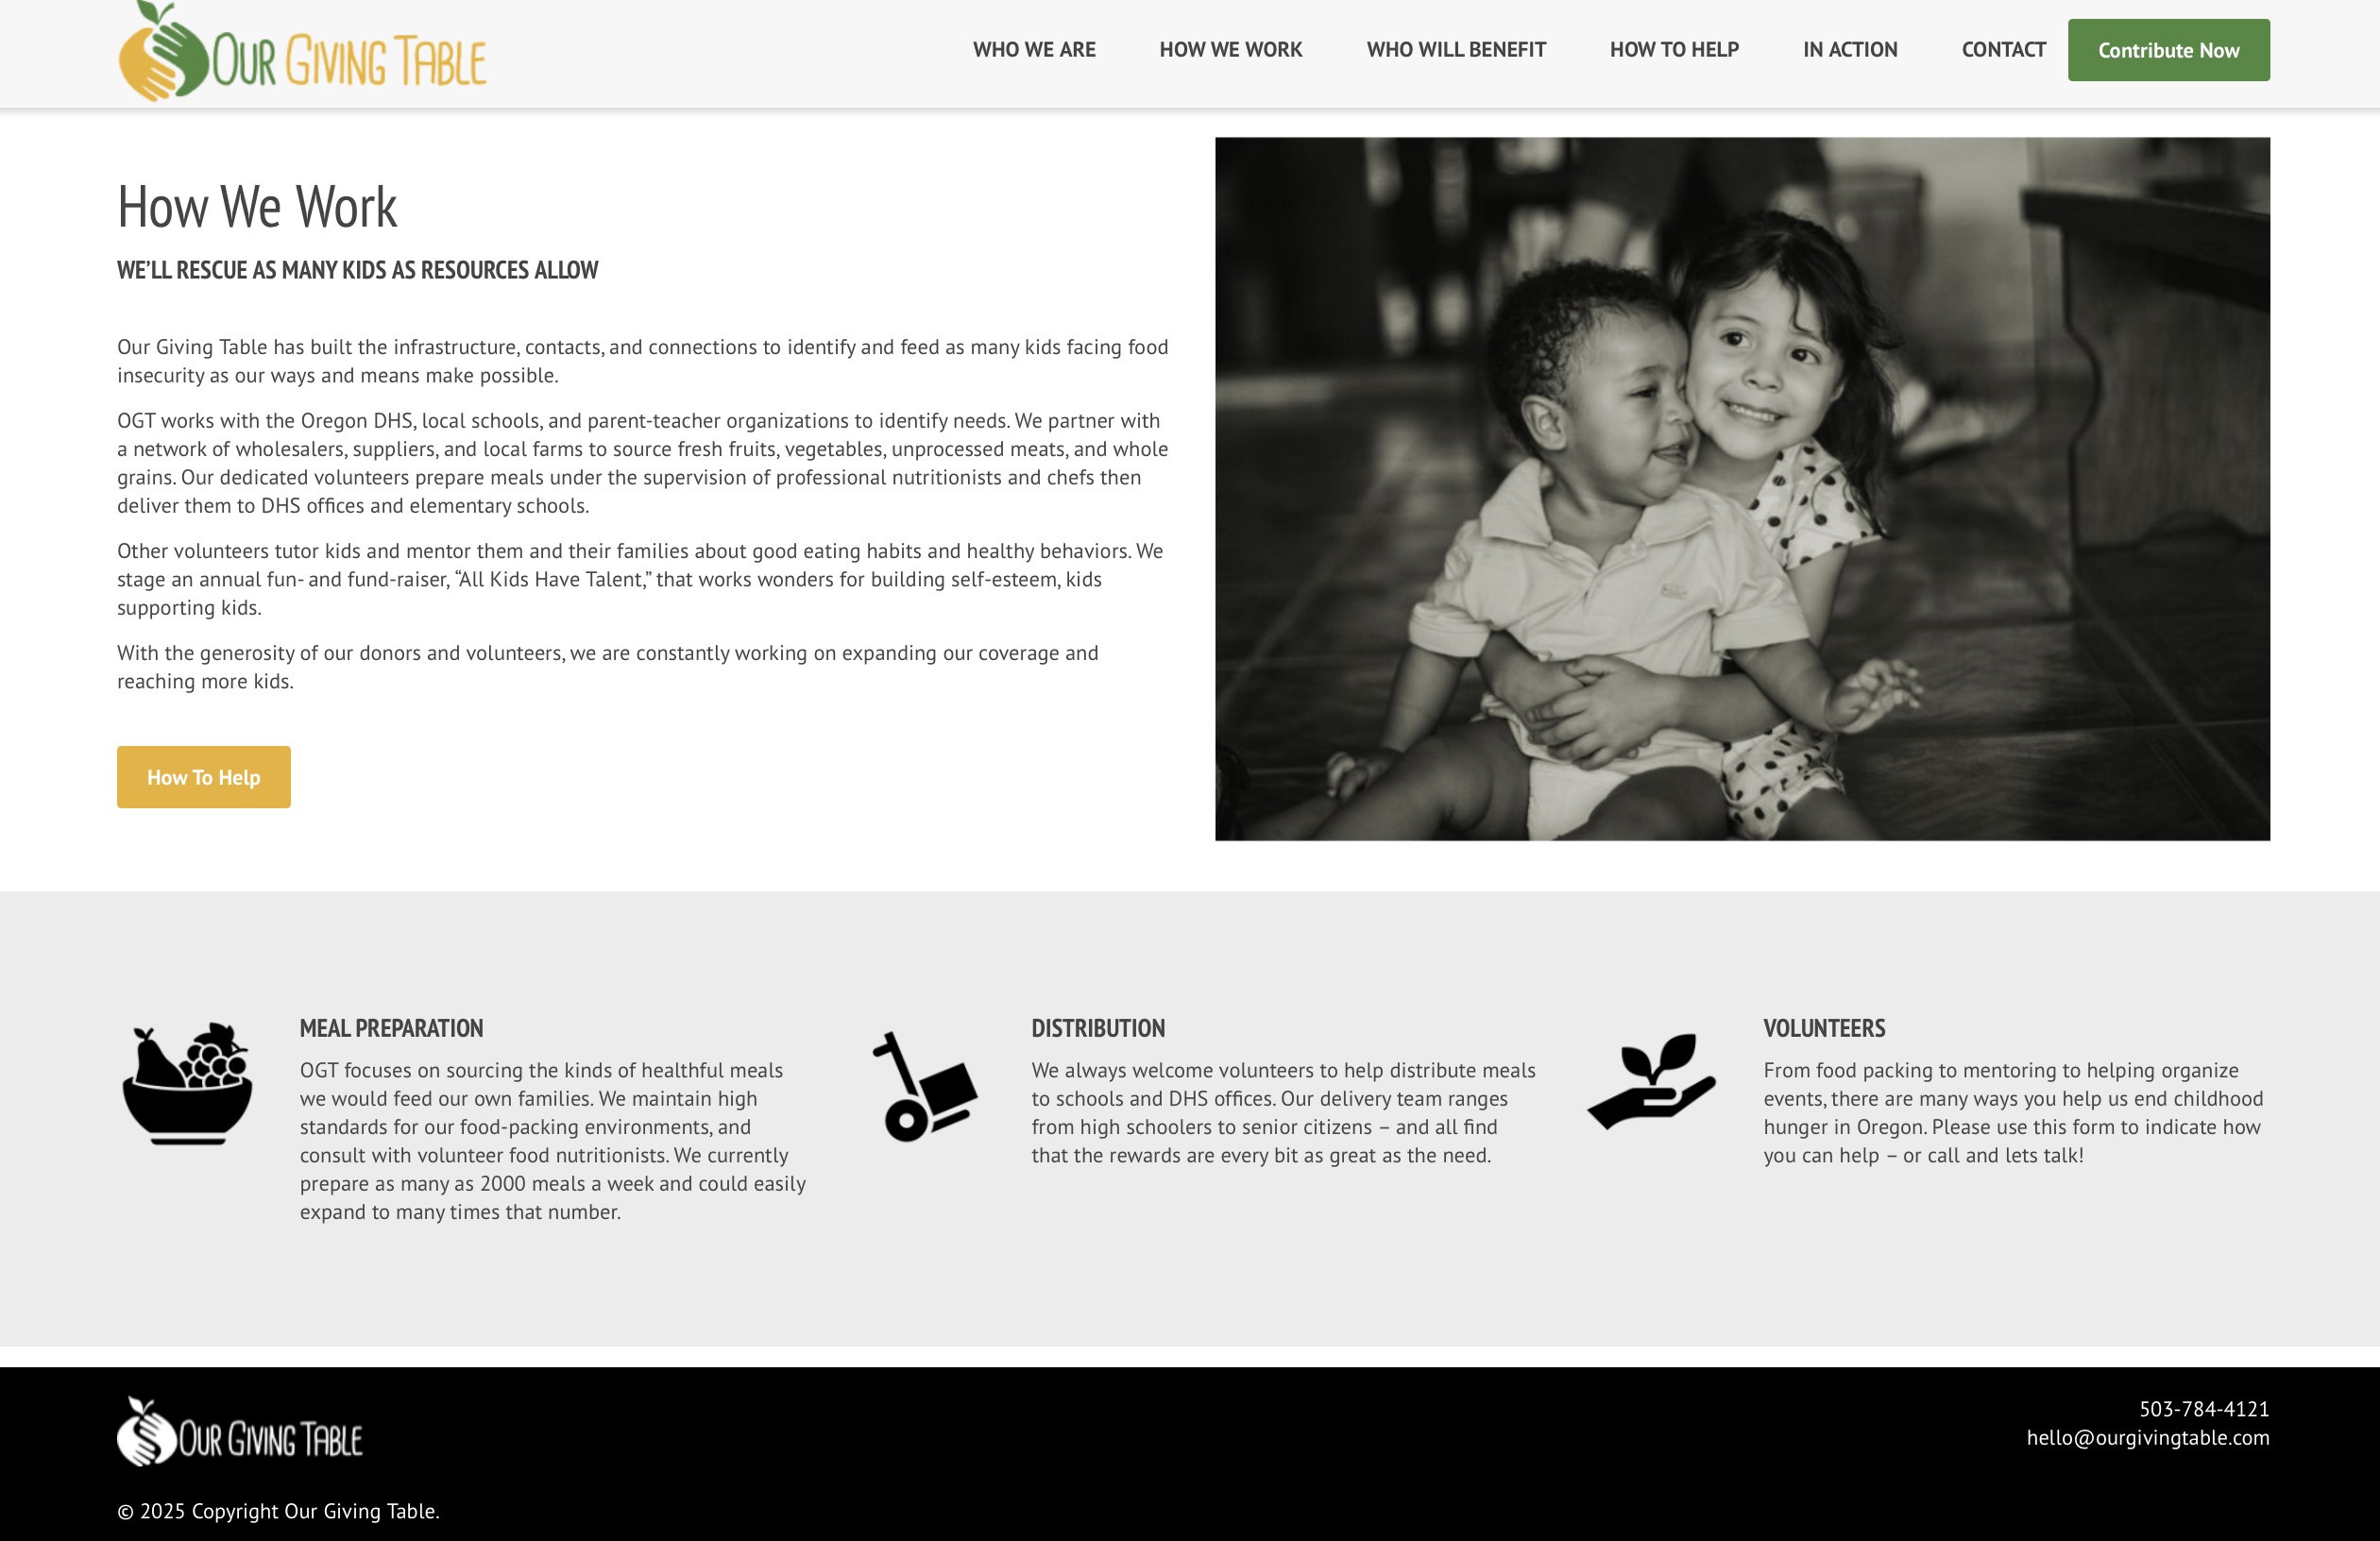 OUR GIVING TABLE
WHO WE ARE
HOW WE WORK
WHO WILL BENEFIT
HOW TO HELP
IN ACTION
CONTACT
Contribute Now
How We Work
WE’LL RESCUE AS MANY KIDS AS RESOURCES ALLOW
Our Giving Table has built the infrastructure, contacts, and connections to identify and feed as many kids facing food
insecurity as our ways and means make possible.
OGT works with the Oregon DHS, local schools, and parent-teacher organizations to identify needs. We partner with
a network of wholesalers, suppliers, and local farms to source fresh fruits, vegetables, unprocessed meats, and whole
grains. Our dedicated volunteers prepare meals under the supervision of professional nutritionists and chefs then
deliver them to DHS offices and elementary schools.
Other volunteers tutor kids and mentor them and their families about good eating habits and healthy behaviors. We
stage an annual fun- and fund-raiser, “All Kids Have Talent,” that works wonders for building self-esteem, kids
supporting kids.
With the generosity of our donors and volunteers, we are constantly working on expanding our coverage and
reaching more kids.
How To Help
MEAL PREPARATION
OGT focuses on sourcing the kinds of healthful meals
we would feed our own families. We maintain high
standards for our food-packing environments, and
consult with volunteer food nutritionists. We currently
prepare as many as 2000 meals a week and could easily
expand to many times that number.
DISTRIBUTION
We always welcome volunteers to help distribute meals
to schools and DHS offices. Our delivery team ranges
from high schoolers to senior citizens – and all find
that the rewards are every bit as great as the need.
VOLUNTEERS
From food packing to mentoring to helping organize
events, there are many ways you help us end childhood
hunger in Oregon. Please use this form to indicate how
you can help – or call and lets talk!
OUR GIVING TABLE
503-784-4121
hello@ourgivingtable.com
© 2025 Copyright Our Giving Table.